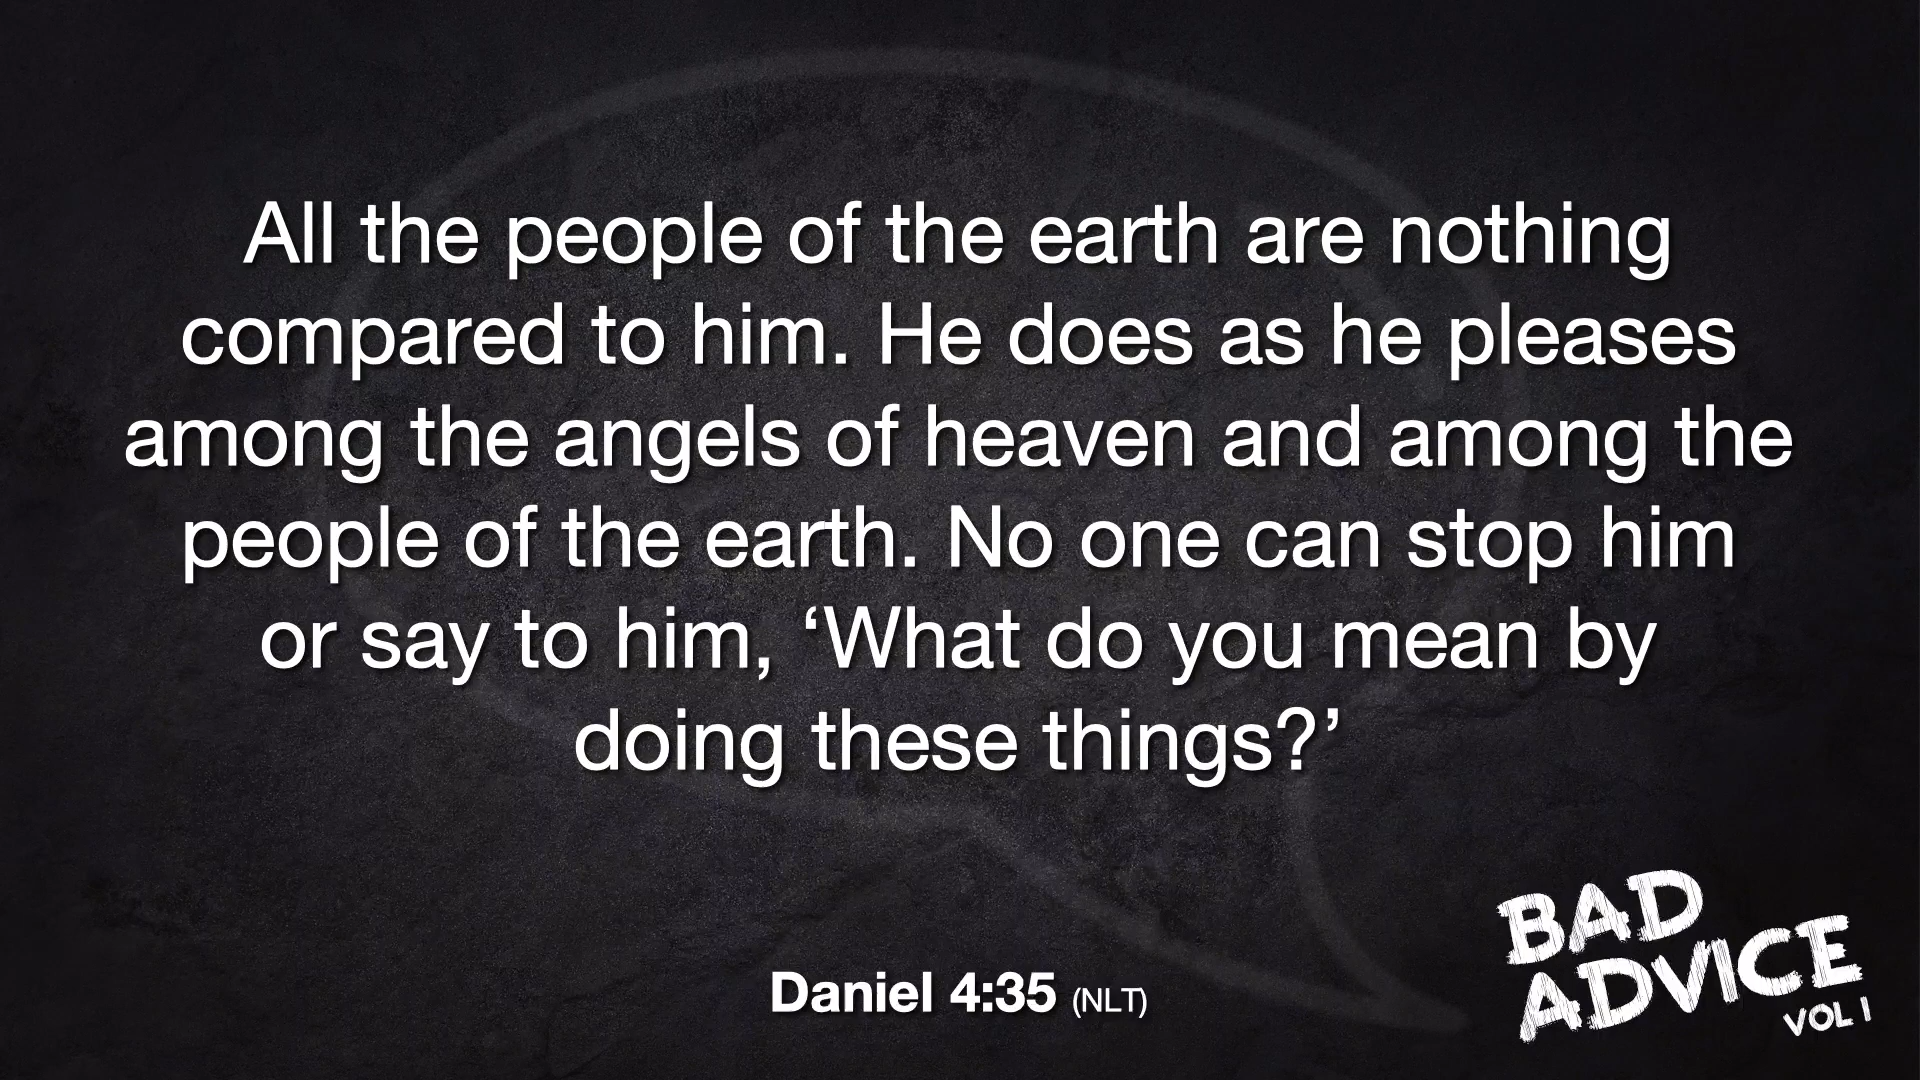 All the people of the earth are nothing
compared to him. He does as he pleases
among the angels of heaven and among the
people of the earth. No one can stop him
or say to him, ‘What do you mean by
doing these things?’
Daniel 4:35 (NLT)
BAD
ADVICE
VOL 1